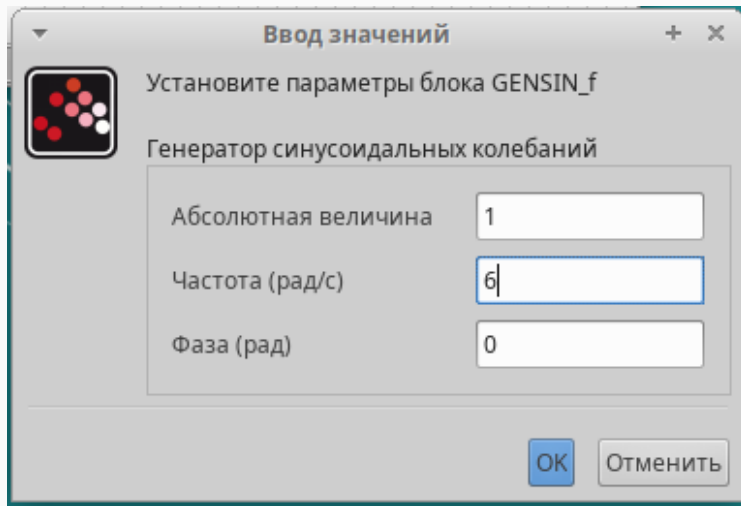 Ввод значений
Установите параметры блока GENSIN_f
Генератор синусоидальных колебаний
Абсолютная величина 1
Частота (рад/с) 6
Фаза (рад) 0
OK Отменить